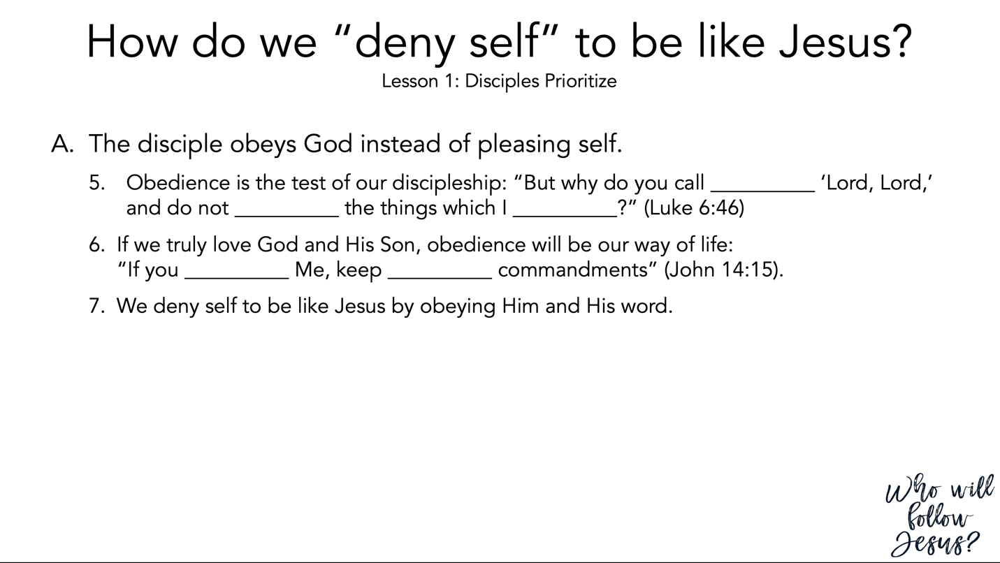 How do we “deny self” to be like Jesus?
Lesson 1: Disciples Prioritize
A. The disciple obeys God instead of pleasing self.
5. Obedience is the test of our discipleship: “But why do you call __________ ‘Lord, Lord,’
and do not __________ the things which I __________?” (Luke 6:46)
6. If we truly love God and His Son, obedience will be our way of life:
“If you __________ Me, keep __________ commandments” (John 14:15).
7. We deny self to be like Jesus by obeying Him and His word.
Who will
follow
Jesus?